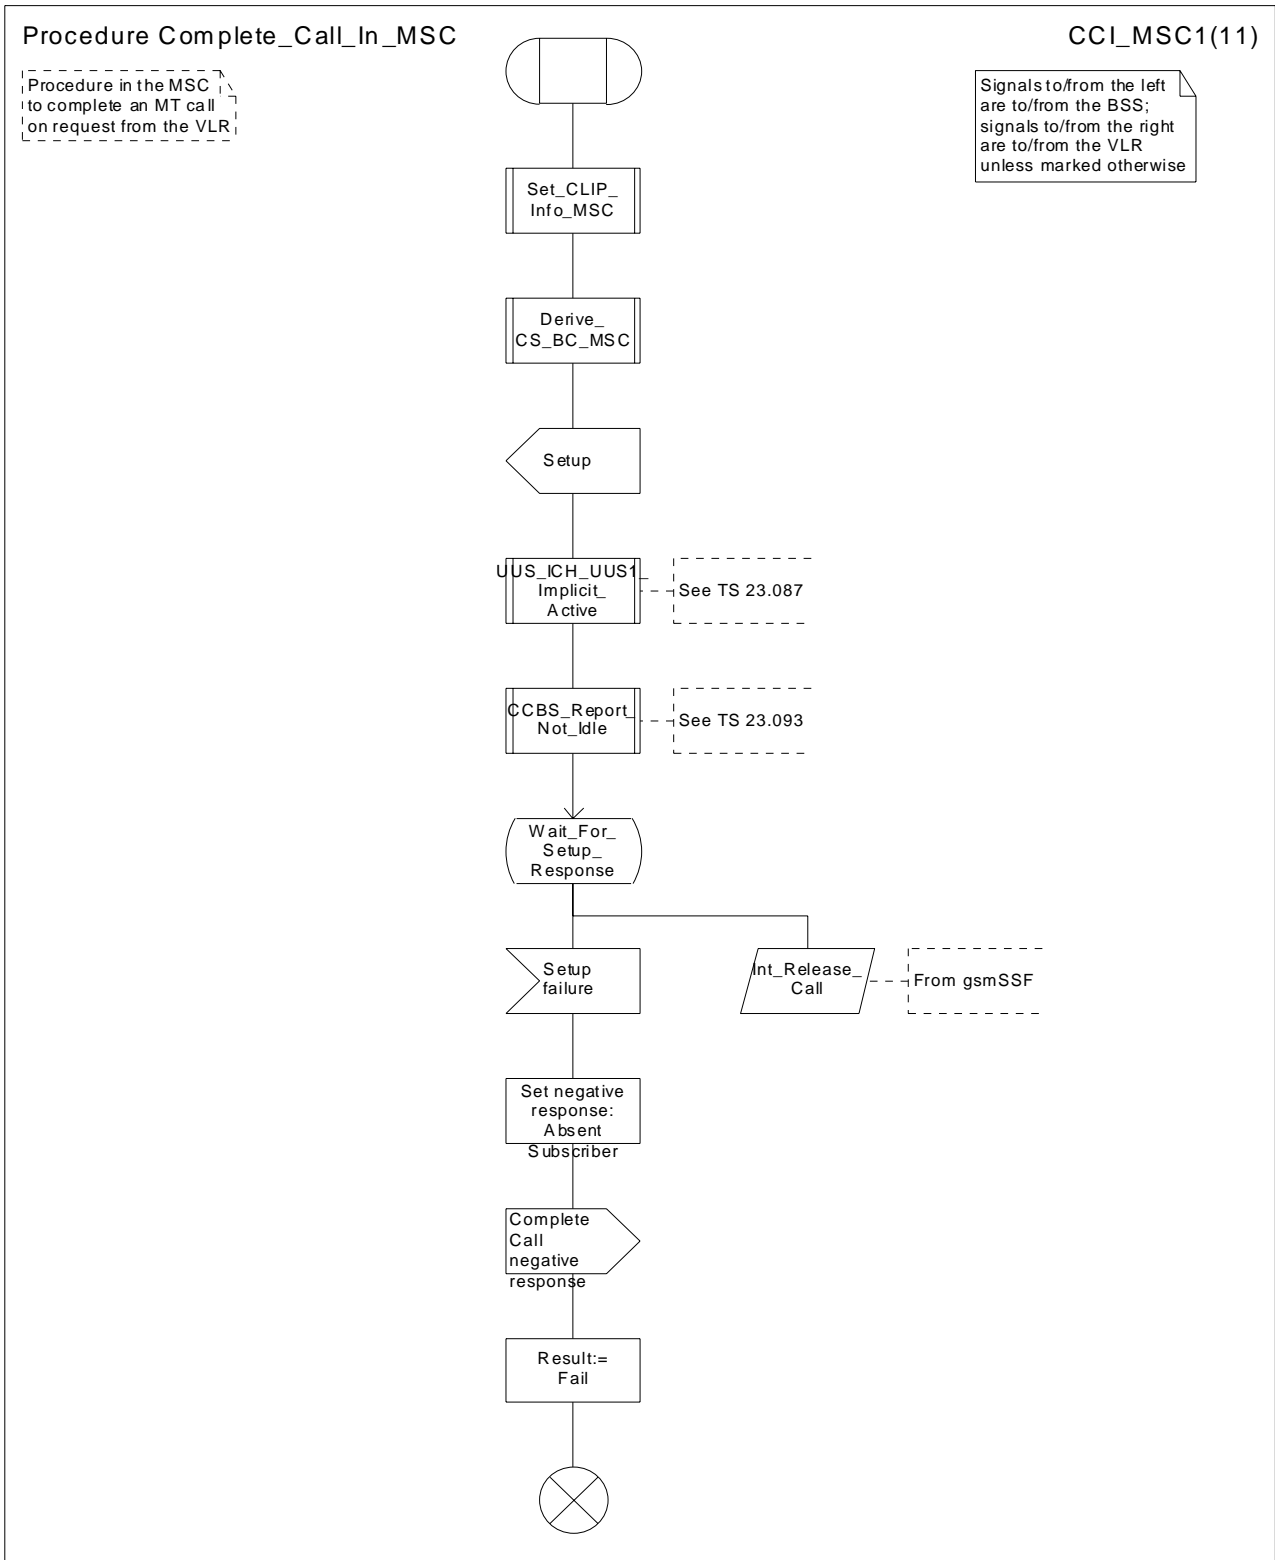 Procedure Complete_Call_In_MSC
CCI_MSC1(11)
Procedure in the MSC
to complete an MT call
on request from the VLR
Signals to/from the left
are to/from the BSS;
signals to/from the right
are to/from the VLR
unless marked otherwise
Set_CLIP_
Info_MSC
Derive_
CS_BC_MSC
Setup
UUS_ICH_UUS1_
Implicit_
Active
See TS 23.087
CCBS_Report_
Not_Idle
See TS 23.093
Wait_For_
Setup_
Response
Setup
failure
Int_Release_
Call
From gsmSSF
Set negative
response:
Absent
Subscriber
Complete
Call
negative
response
Result:=
Fail